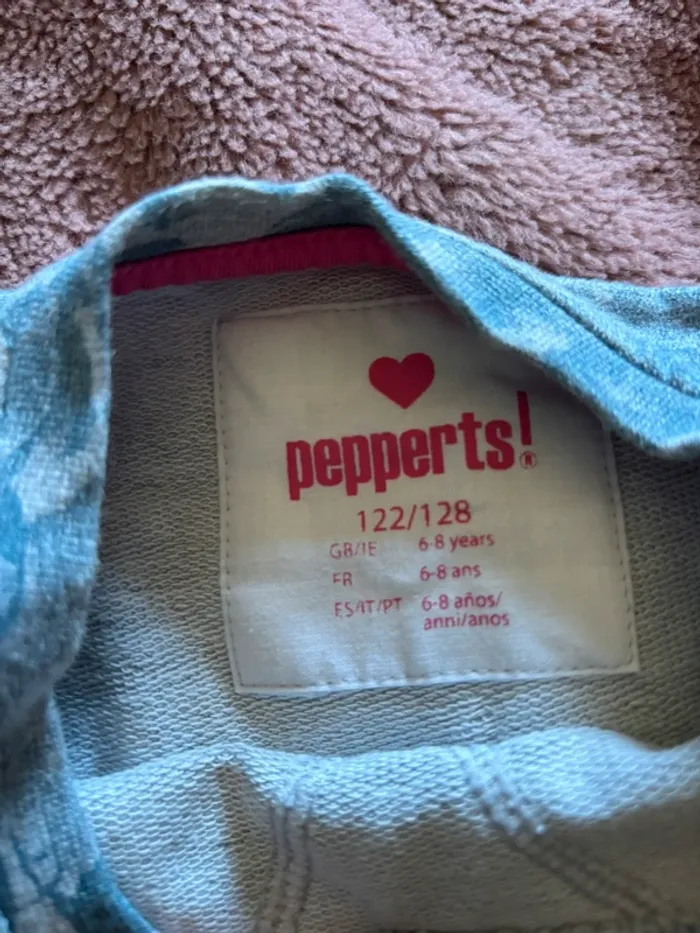 pepperts!®
122/128
GB/IE 6-8 years
FR 6-8 ans
ES/IT/PT 6-8 años/
anni/anos